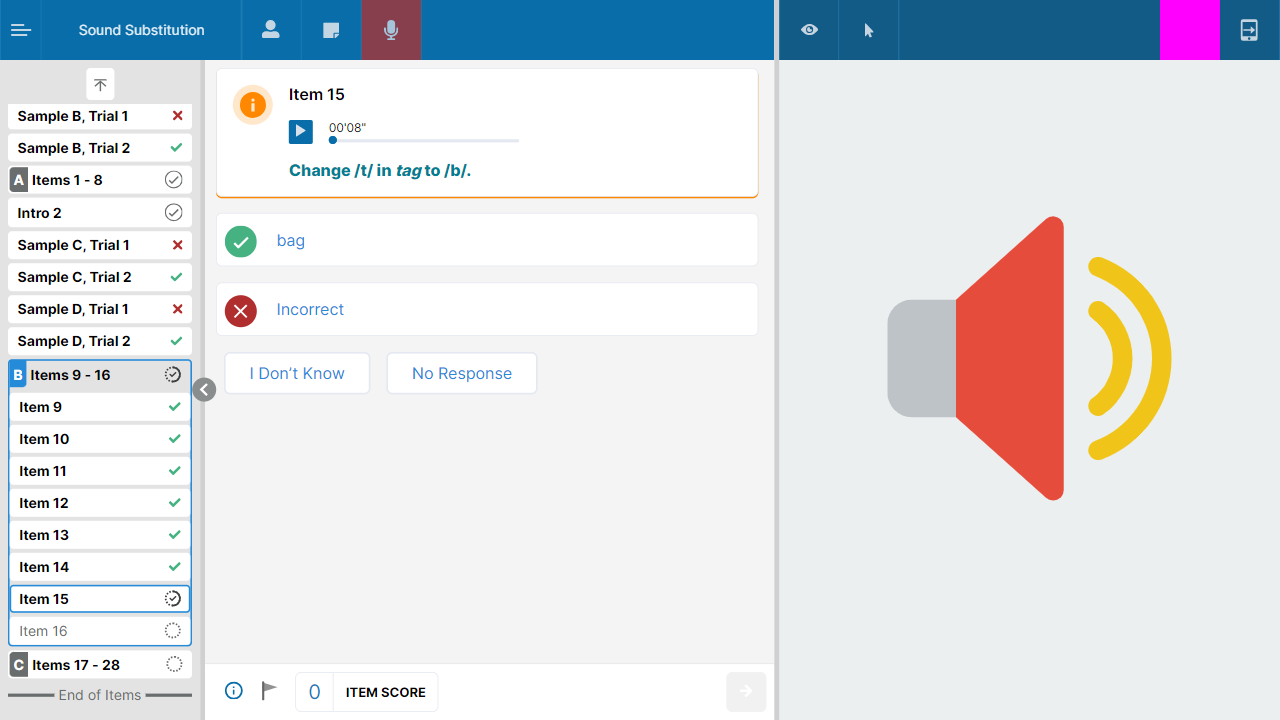 Sound Substitution
Sample B, Trial 1
Sample B, Trial 2
A Items 1 - 8
Intro 2
Sample C, Trial 1
Sample C, Trial 2
Sample D, Trial 1
Sample D, Trial 2
B Items 9 - 16
Item 9
Item 10
Item 11
Item 12
Item 13
Item 14
Item 15
Item 16
C Items 17 - 28
End of Items
Item 15
00'08"
Change /t/ in tag to /b/.
bag
Incorrect
I Don’t Know
No Response
0 ITEM SCORE